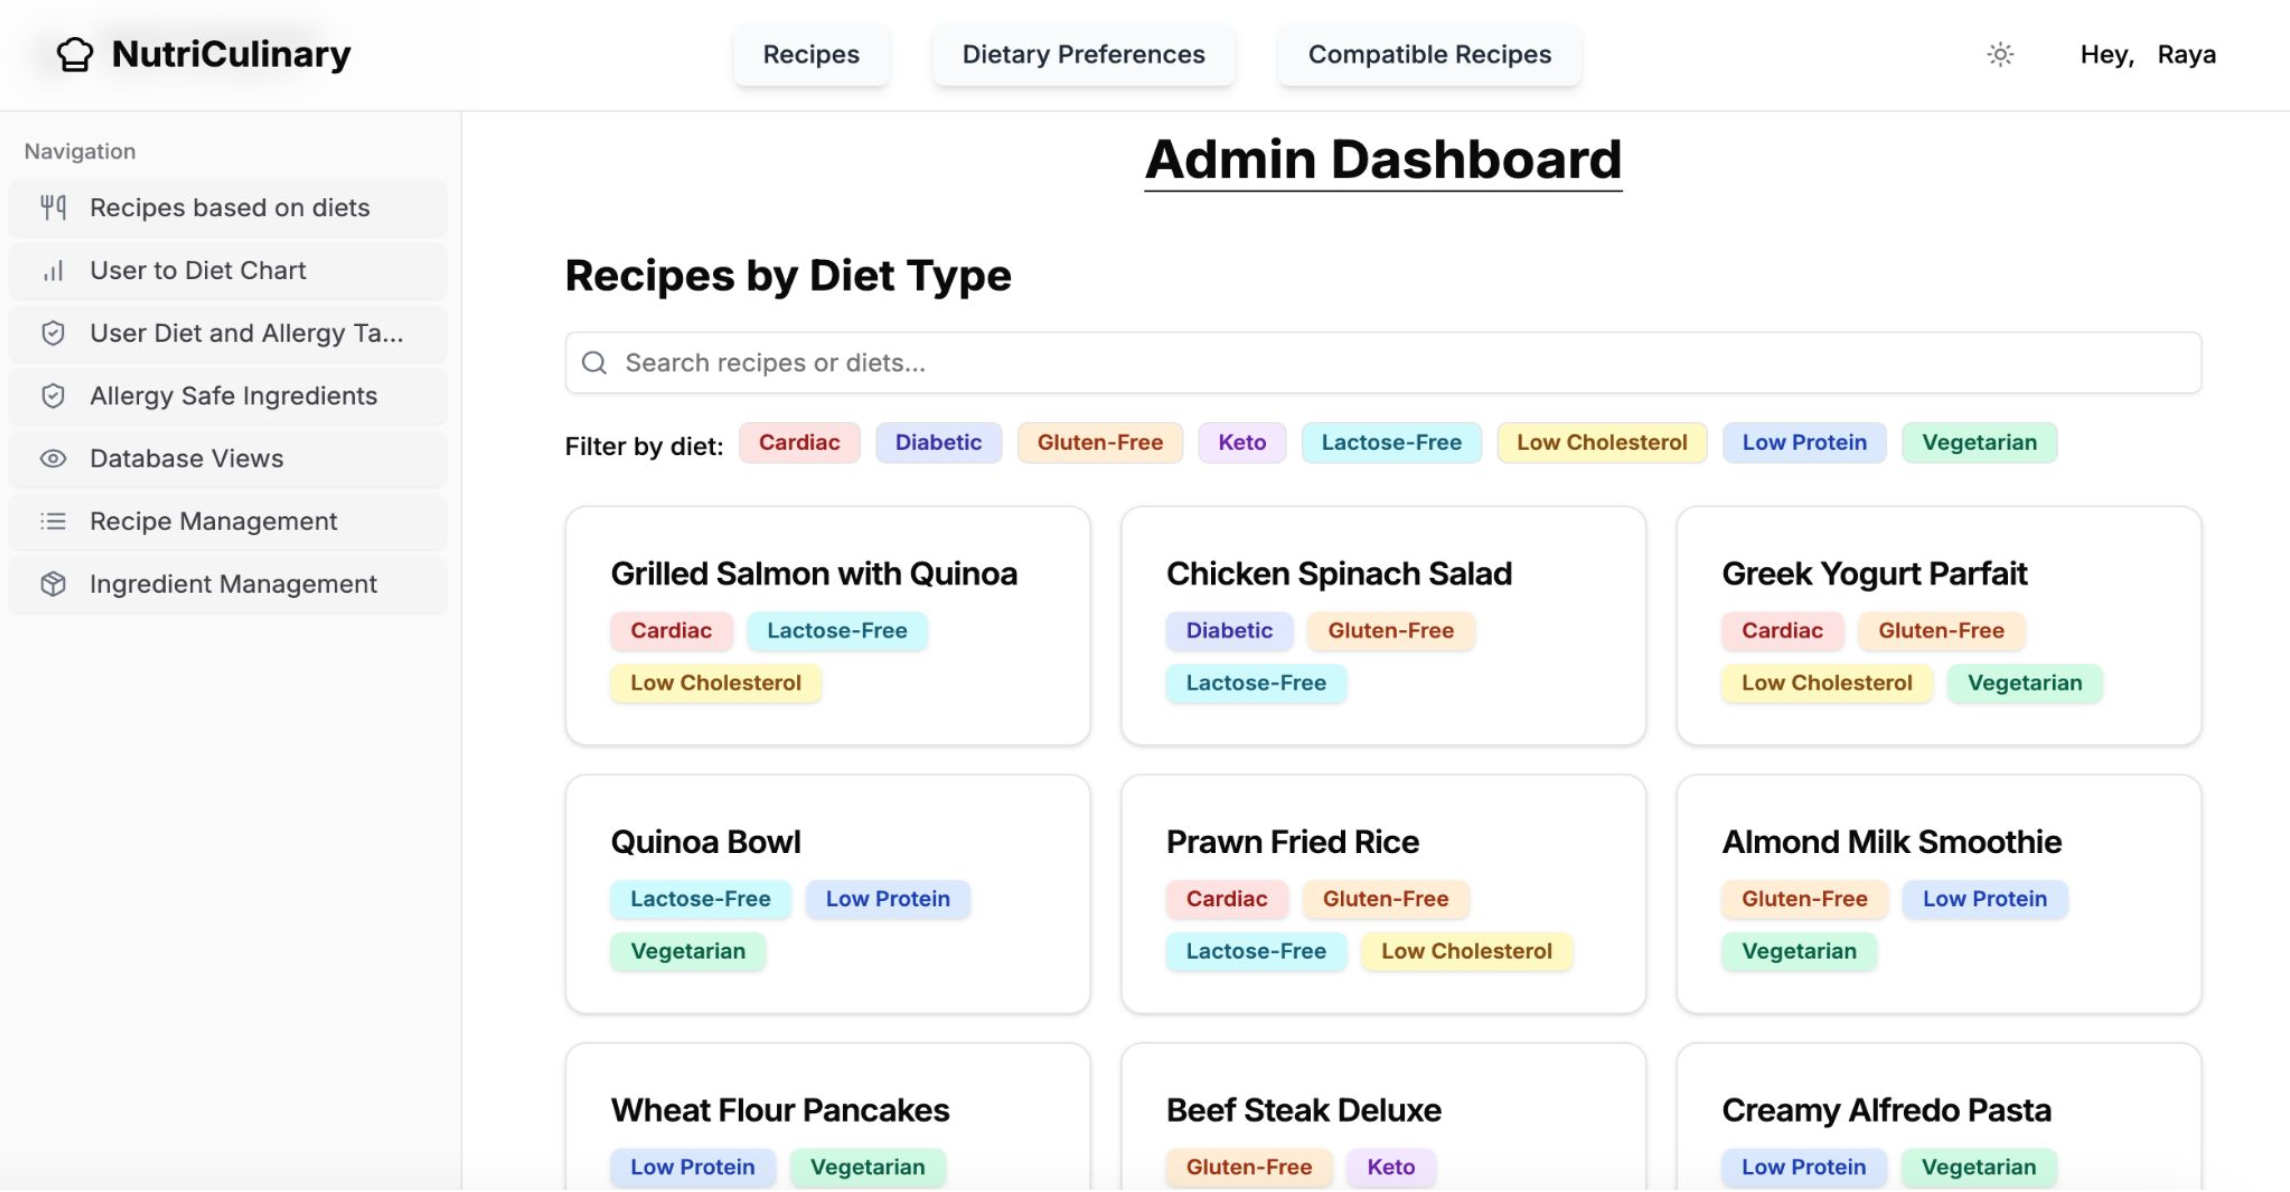 NutriCulinary
Recipes
Dietary Preferences
Compatible Recipes
Hey, Raya
Navigation
Recipes based on diets
User to Diet Chart
User Diet and Allergy Ta...
Allergy Safe Ingredients
Database Views
Recipe Management
Ingredient Management
Admin Dashboard
Recipes by Diet Type
Search recipes or diets...
Filter by diet: Cardiac Diabetic Gluten-Free Keto Lactose-Free Low Cholesterol Low Protein Vegetarian
Grilled Salmon with Quinoa
Cardiac Lactose-Free
Low Cholesterol
Chicken Spinach Salad
Diabetic Gluten-Free
Lactose-Free
Greek Yogurt Parfait
Cardiac Gluten-Free
Low Cholesterol Vegetarian
Quinoa Bowl
Lactose-Free Low Protein
Vegetarian
Prawn Fried Rice
Cardiac Gluten-Free
Lactose-Free Low Cholesterol
Almond Milk Smoothie
Gluten-Free Low Protein
Vegetarian
Wheat Flour Pancakes
Low Protein Vegetarian
Beef Steak Deluxe
Gluten-Free Keto
Creamy Alfredo Pasta
Low Protein Vegetarian